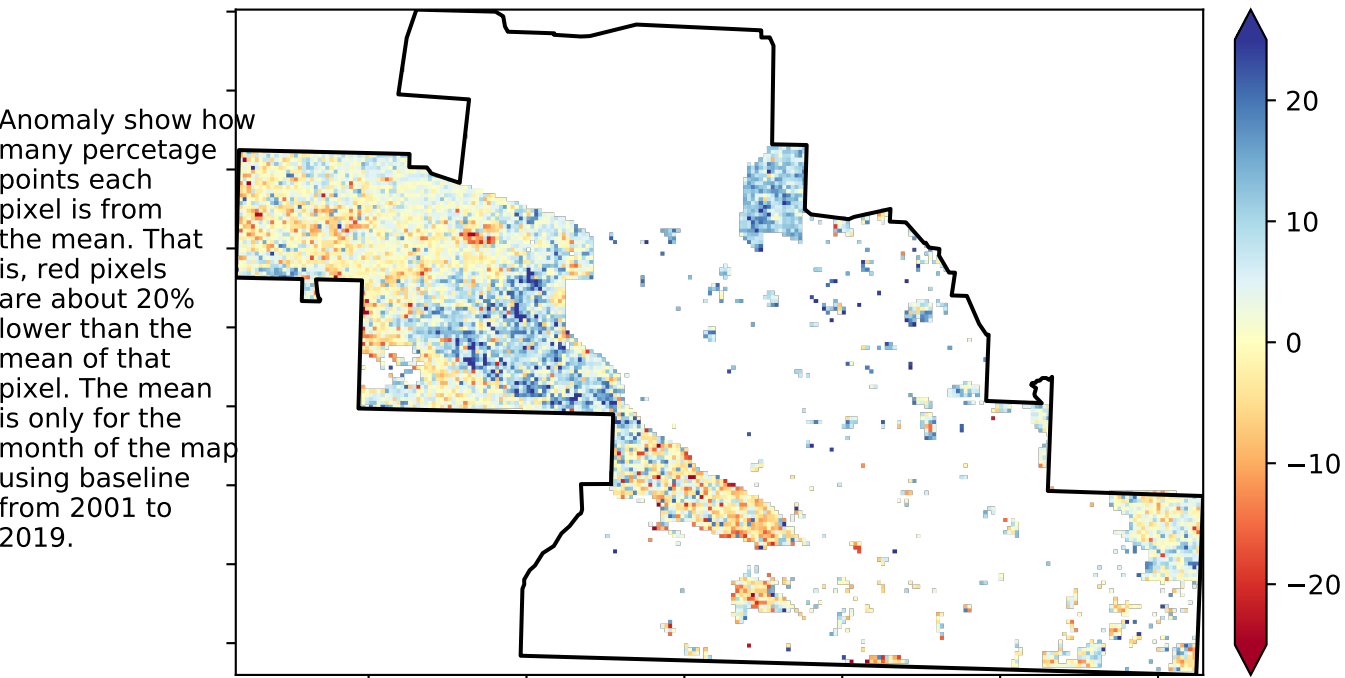 Anomaly show how
many percetage
points each
pixel is from
the mean. That
is, red pixels
are about 20%
lower than the
mean of that
pixel. The mean
is only for the
month of the map
using baseline
from 2001 to
2019.
20
10
0
−10
−20